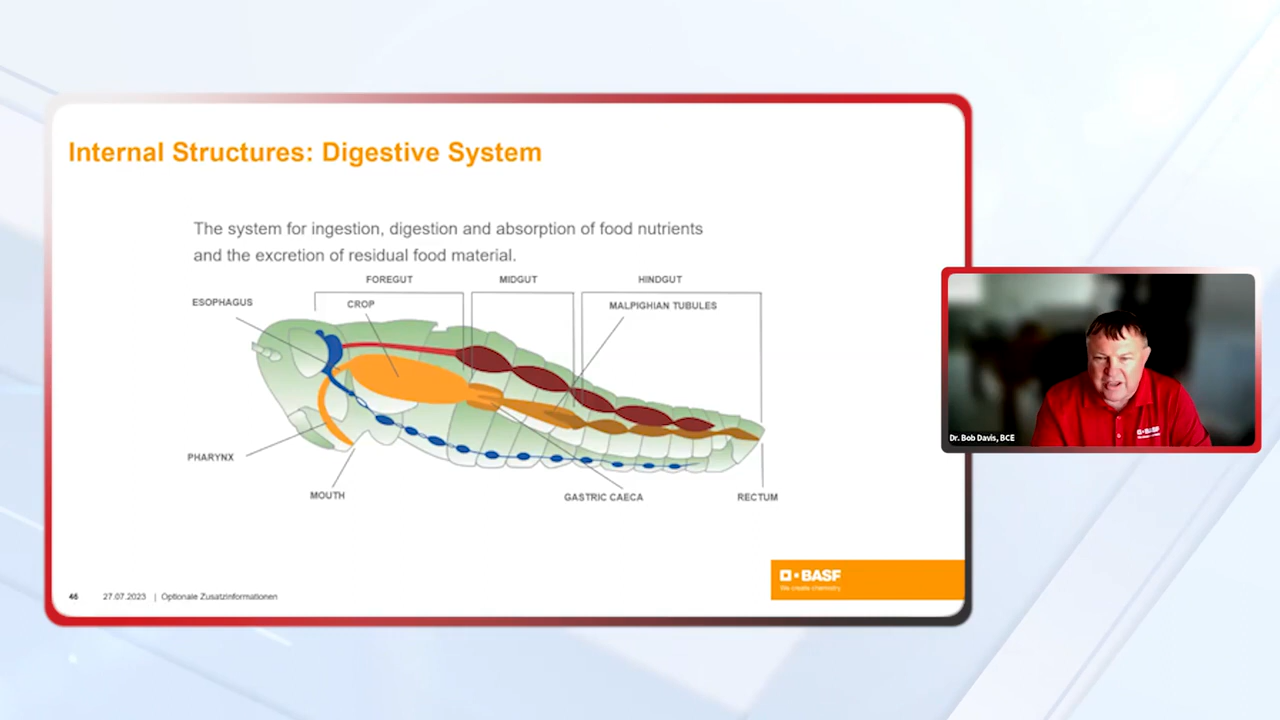 Internal Structures: Digestive System
The system for ingestion, digestion and absorption of food nutrients
and the excretion of residual food material.
FOREGUT
MIDGUT
HINDGUT
ESOPHAGUS
CROP
MALPIGHIAN TUBULES
PHARYNX
MOUTH
GASTRIC CAECA
RECTUM
46
27.07.2023 | Optionale Zusatzinformationen
BASF
We create chemistry
BASF
Dr. Bob Davis, BCE